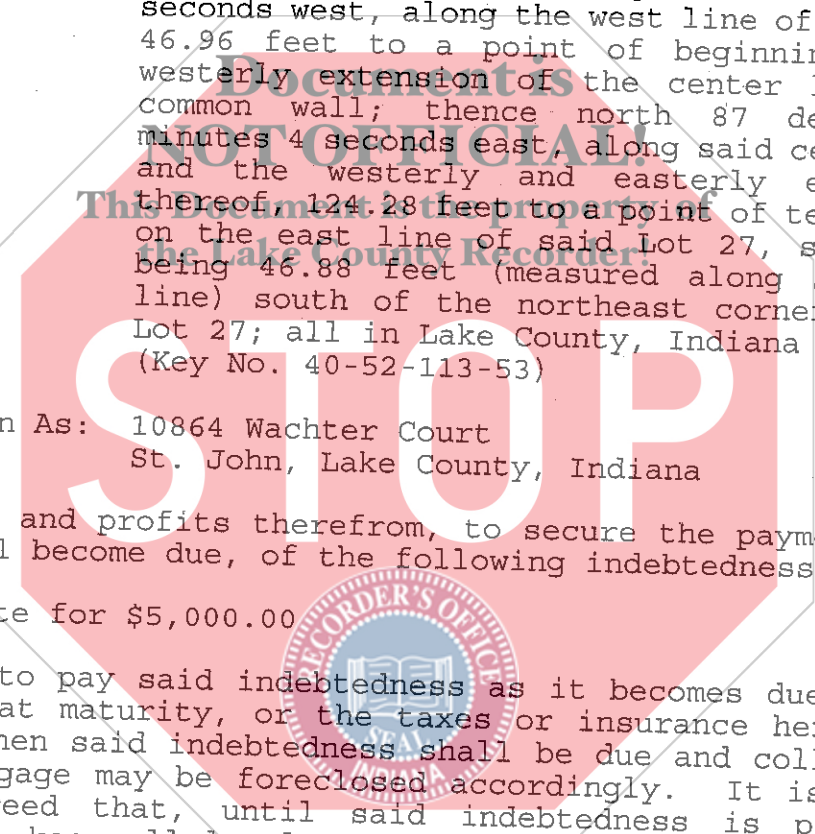 seconds west, along the west line of
46.96 feet to a point of beginnin
westerly extension of the center l
common wall; thence north 87 de
minutes 4 seconds east, along said ce
and the westerly and easterly e
thereof, 124.28 feet to a point of te
on the east line of said Lot 27, s
being 46.88 feet (measured along
line) south of the northeast corner
Lot 27; all in Lake County, Indiana
(Key No. 40-52-113-53)
n As: 10864 Wachter Court
St. John, Lake County, Indiana
and profits therefrom, to secure the paym
l become due, of the following indebtedness
te for $5,000.00
to pay said indebtedness as it becomes due
at maturity, or the taxes or insurance her
hen said indebtedness shall be due and coll
gage may be foreclosed accordingly. It is
reed that, until said indebtedness is p
Document is
NOT OFFICIAL!
This Document is the property of
the Lake County Recorder!
STOP
RECORDER'S OFFICE
SEAL
INDIANA